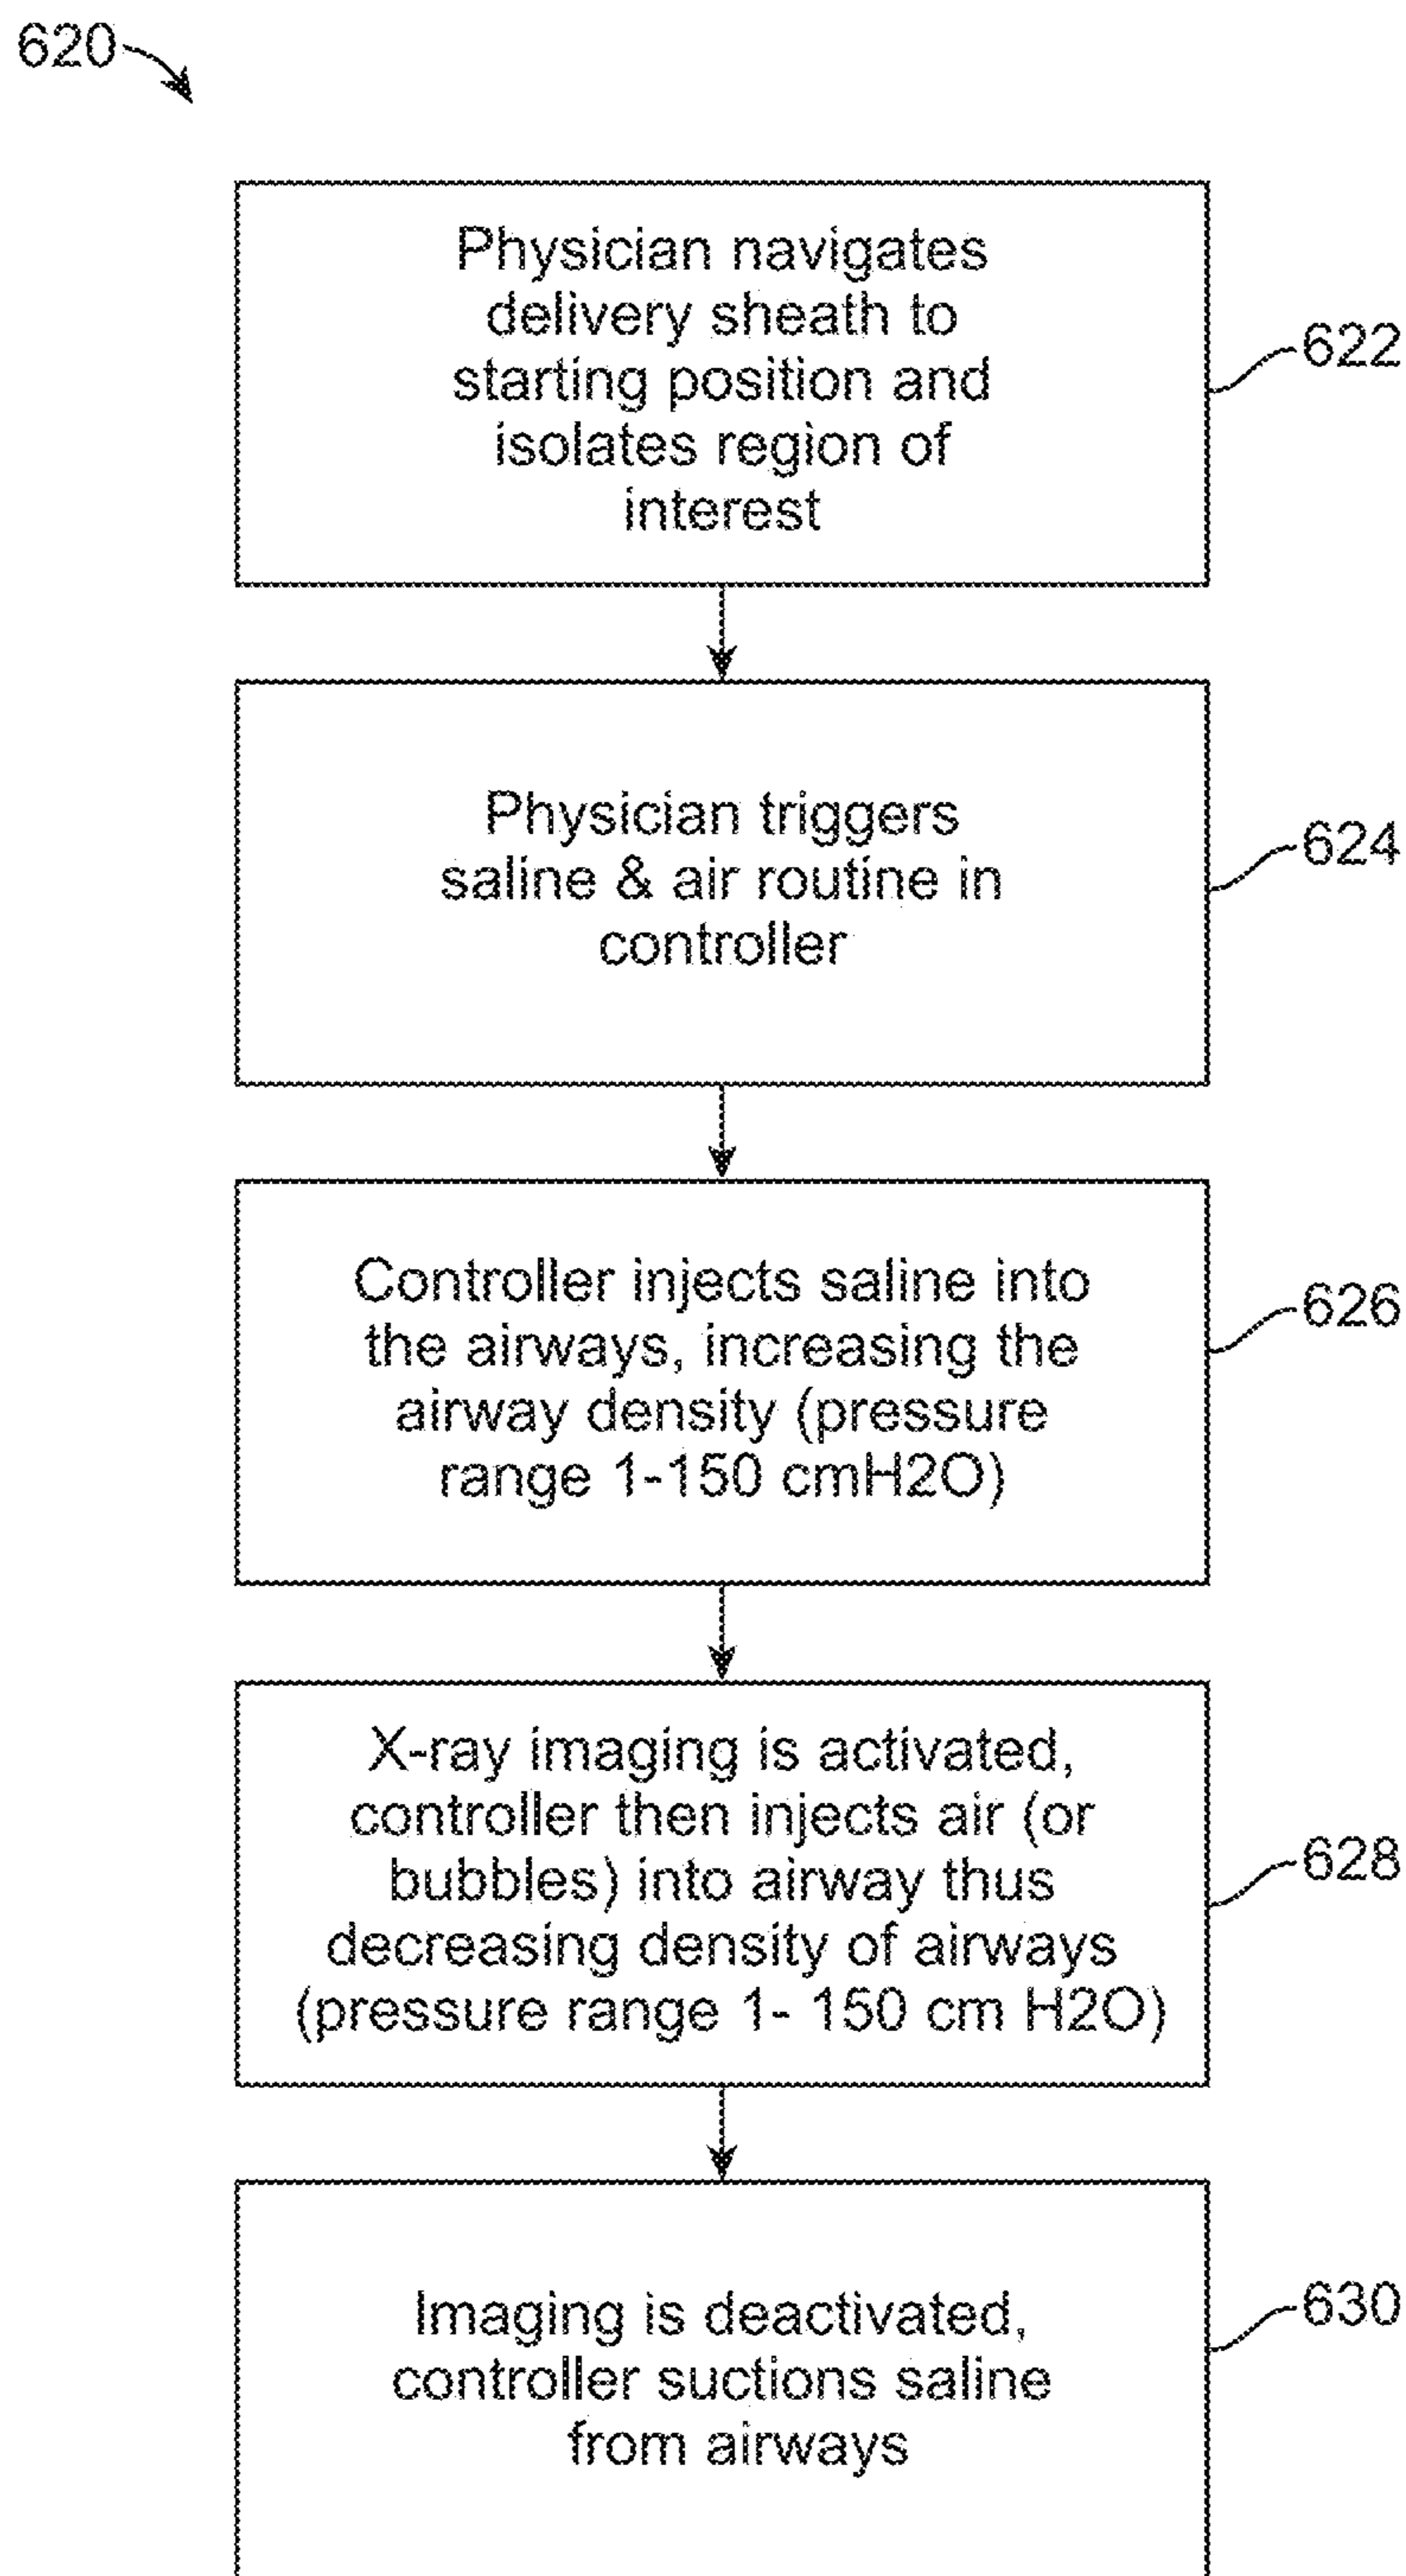 620
Physician navigates
delivery sheath to
starting position and
isolates region of
interest
622
Physician triggers
saline & air routine in
controller
624
Controller injects saline into
the airways, increasing the
airway density (pressure
range 1-150 cmH2O)
626
X-ray imaging is activated,
controller then injects air (or
bubbles) into airway thus
decreasing density of airways
(pressure range 1- 150 cm H2O)
628
Imaging is deactivated,
controller suctions saline
from airways
630